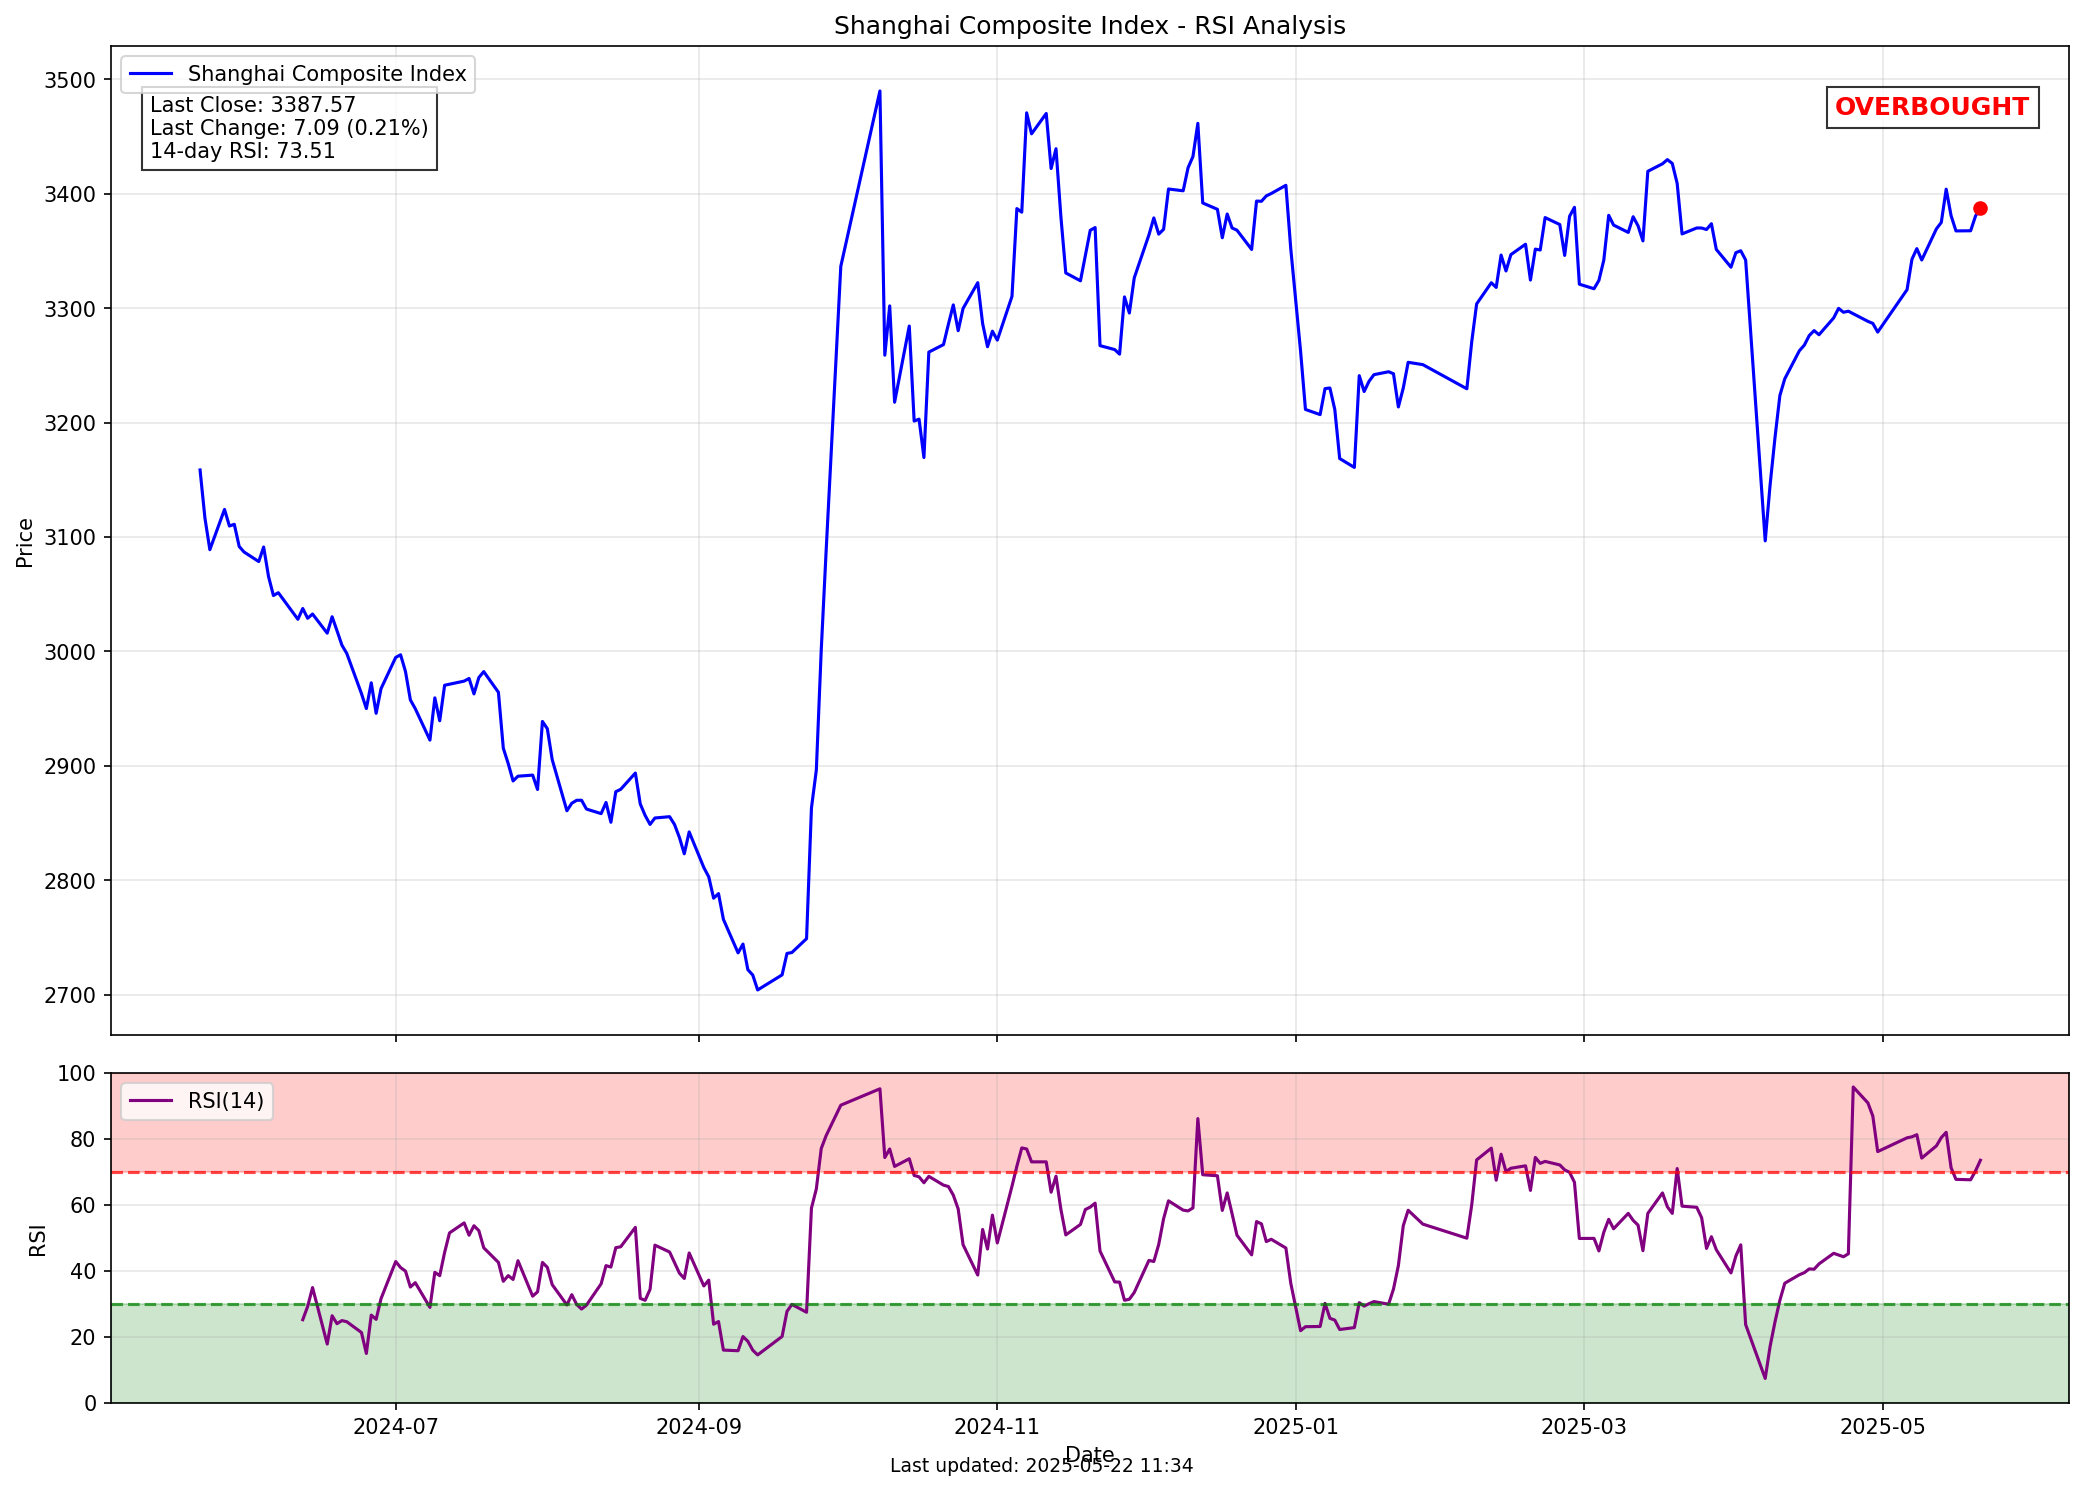 Shanghai Composite Index - RSI Analysis
Shanghai Composite Index
Last Close: 3387.57
Last Change: 7.09 (0.21%)
14-day RSI: 73.51
OVERBOUGHT
Price
3500
3400
3300
3200
3100
3000
2900
2800
2700
RSI(14)
RSI
100
80
60
40
20
0
2024-07
2024-09
2024-11
2025-01
2025-03
2025-05
Date
Last updated: 2025-05-22 11:34